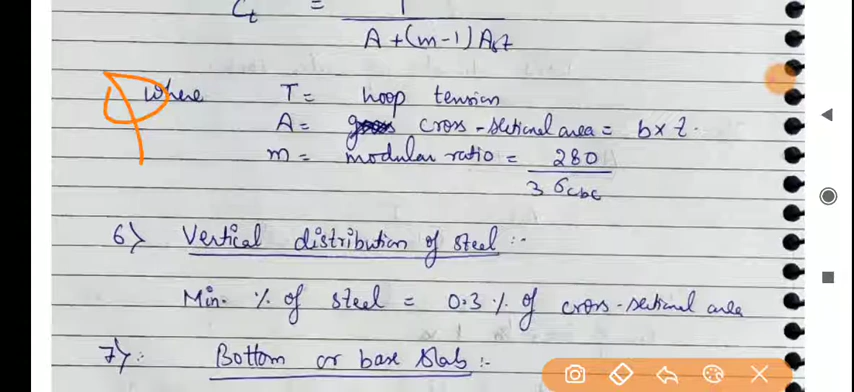 Ct = T
A + (m-1) Ast
Where T = hoop tension
A = cross-sectional area = b x t.
m = modular ratio = 280
3 σcbc
6) Vertical distribution of steel :-
Min. % of steel = 0.3 % of cross-sectional area
7) : Bottom or base slab :-